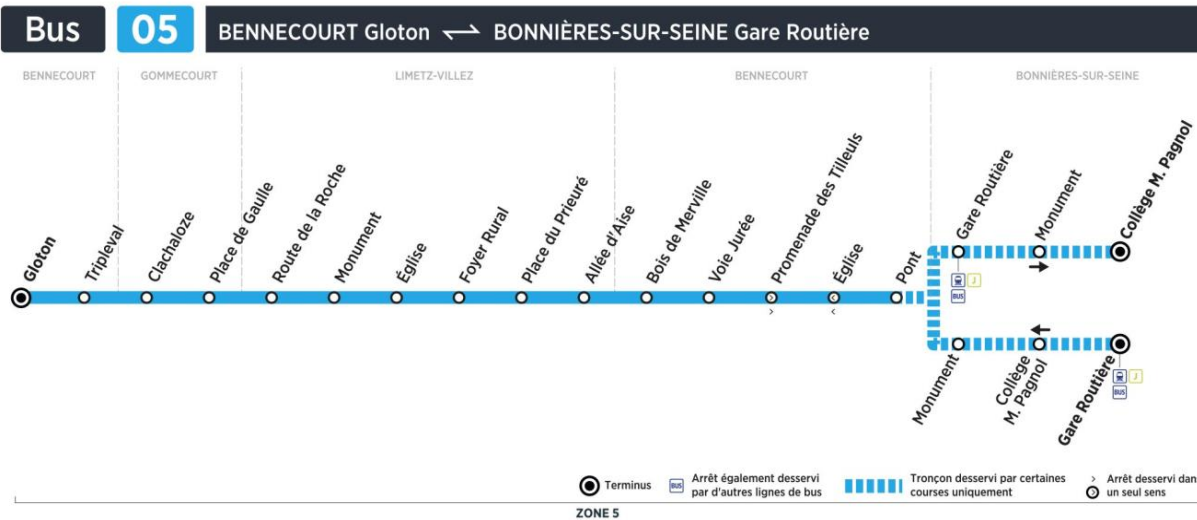 Bus 05 BENNECOURT Gloton BONNIÈRES-SUR-SEINE Gare Routière
BENNECOURT GOMMECOURT LIMETZ-VILLEZ BENNECOURT BONNIÈRES-SUR-SEINE
Gloton
Tripleval
Clachaloze
Place de Gaulle
Route de la Roche
Monument
Église
Foyer Rural
Place du Prieuré
Allée d'Aise
Bois de Merville
Voie Jurée
Promenade des Tilleuls
Église
Pont
Gare Routière
Monument
Collège M. Pagnol
J
BUS
Monument
Collège
M. Pagnol
Gare Routière
J
BUS
Terminus
BUS
Arrêt également desservi
par d'autres lignes de bus
Tronçon desservi par certaines
courses uniquement
Arrêt desservi dan
un seul sens
ZONE 5